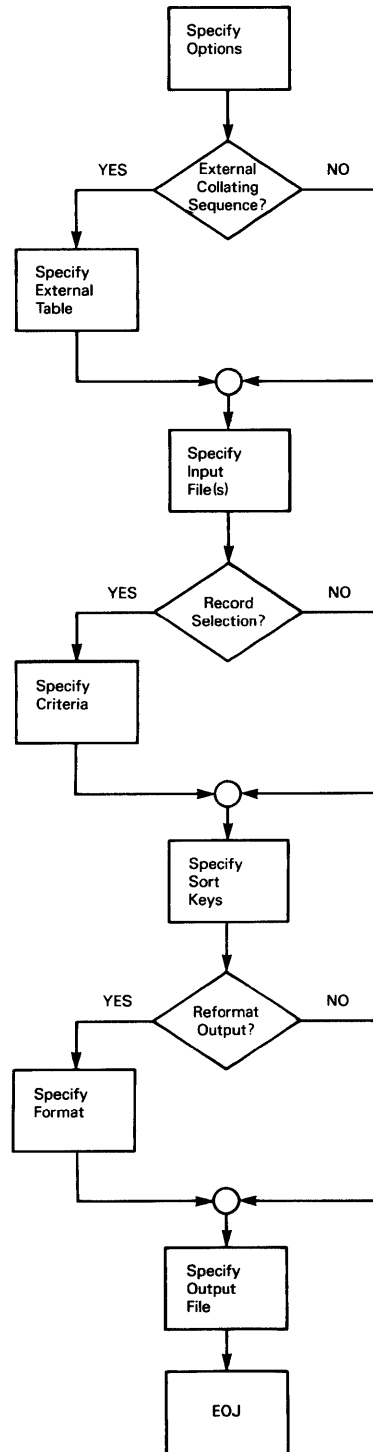 Specify
Options
External
Collating
Sequence?
YES
NO
Specify
External
Table
Specify
Input
File(s)
Record
Selection?
YES
NO
Specify
Criteria
Specify
Sort
Keys
Reformat
Output?
YES
NO
Specify
Format
Specify
Output
File
EOJ